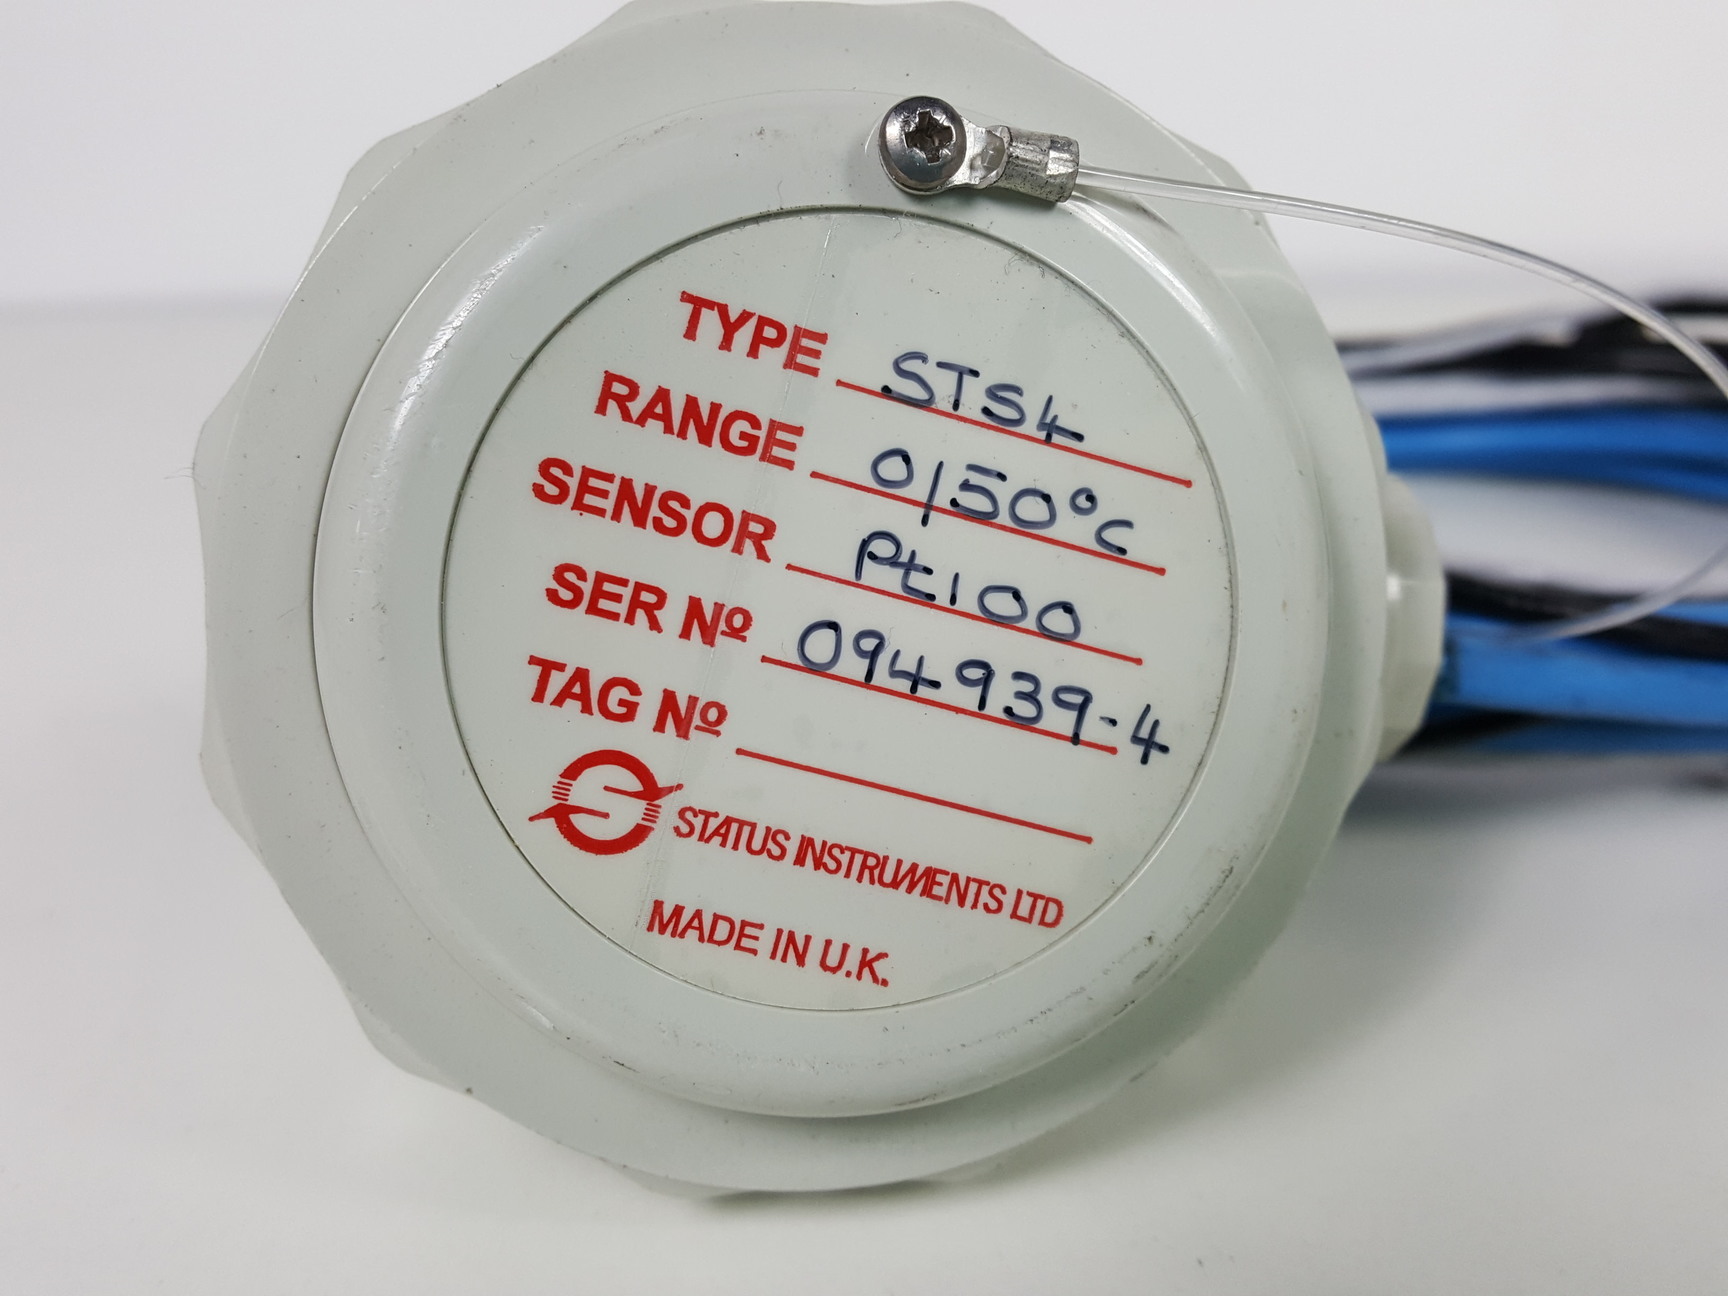 TYPE STS4
RANGE 0/50°C
SENSOR Pt100
SER Nº 094939-4
TAG Nº
STATUS INSTRUMENTS LTD
MADE IN U.K.